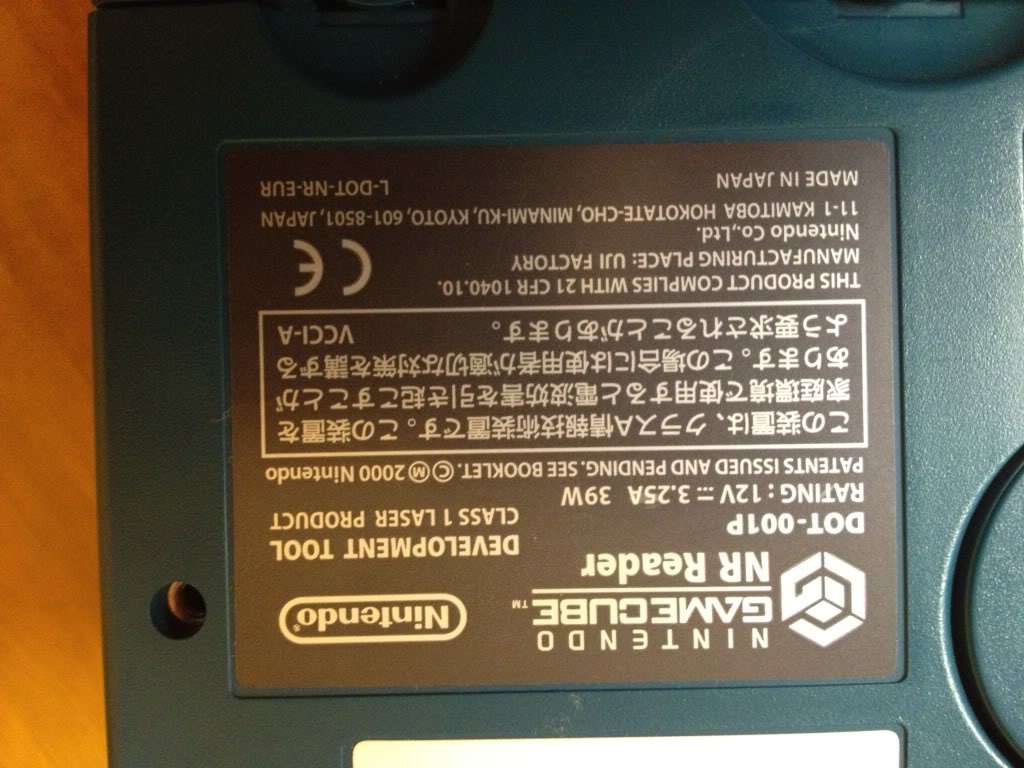 NINTENDO
GAMECUBE™
NR Reader
Nintendo®
DOT-001P
DEVELOPMENT TOOL
CLASS 1 LASER PRODUCT
RATING : 12V ⎓ 3.25A 39W
PATENTS ISSUED AND PENDING. SEE BOOKLET. Ⓒ Ⓜ 2000 Nintendo
この装置は、クラスA情報技術装置です。この装置を
家庭環境で使用すると電波妨害を引き起こすことが
あります。この場合には使用者が適切な対策を講する
よう要求されることがあります。 VCCI-A
THIS PRODUCT COMPLIES WITH 21 CFR 1040.10.
MANUFACTURING PLACE: UJI FACTORY
CE
Nintendo Co.,Ltd.
11-1 KAMITOBA HOKOTATE-CHO, MINAMI-KU, KYOTO, 601-8501, JAPAN
MADE IN JAPAN L-DOT-NR-EUR